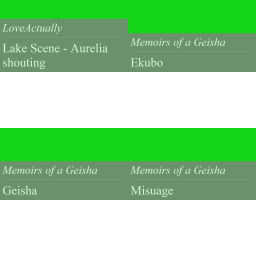 LoveActually
Lake Scene - Aurelia
shouting
Memoirs of a Geisha
Ekubo
Memoirs of a Geisha
Geisha
Memoirs of a Geisha
Misuage